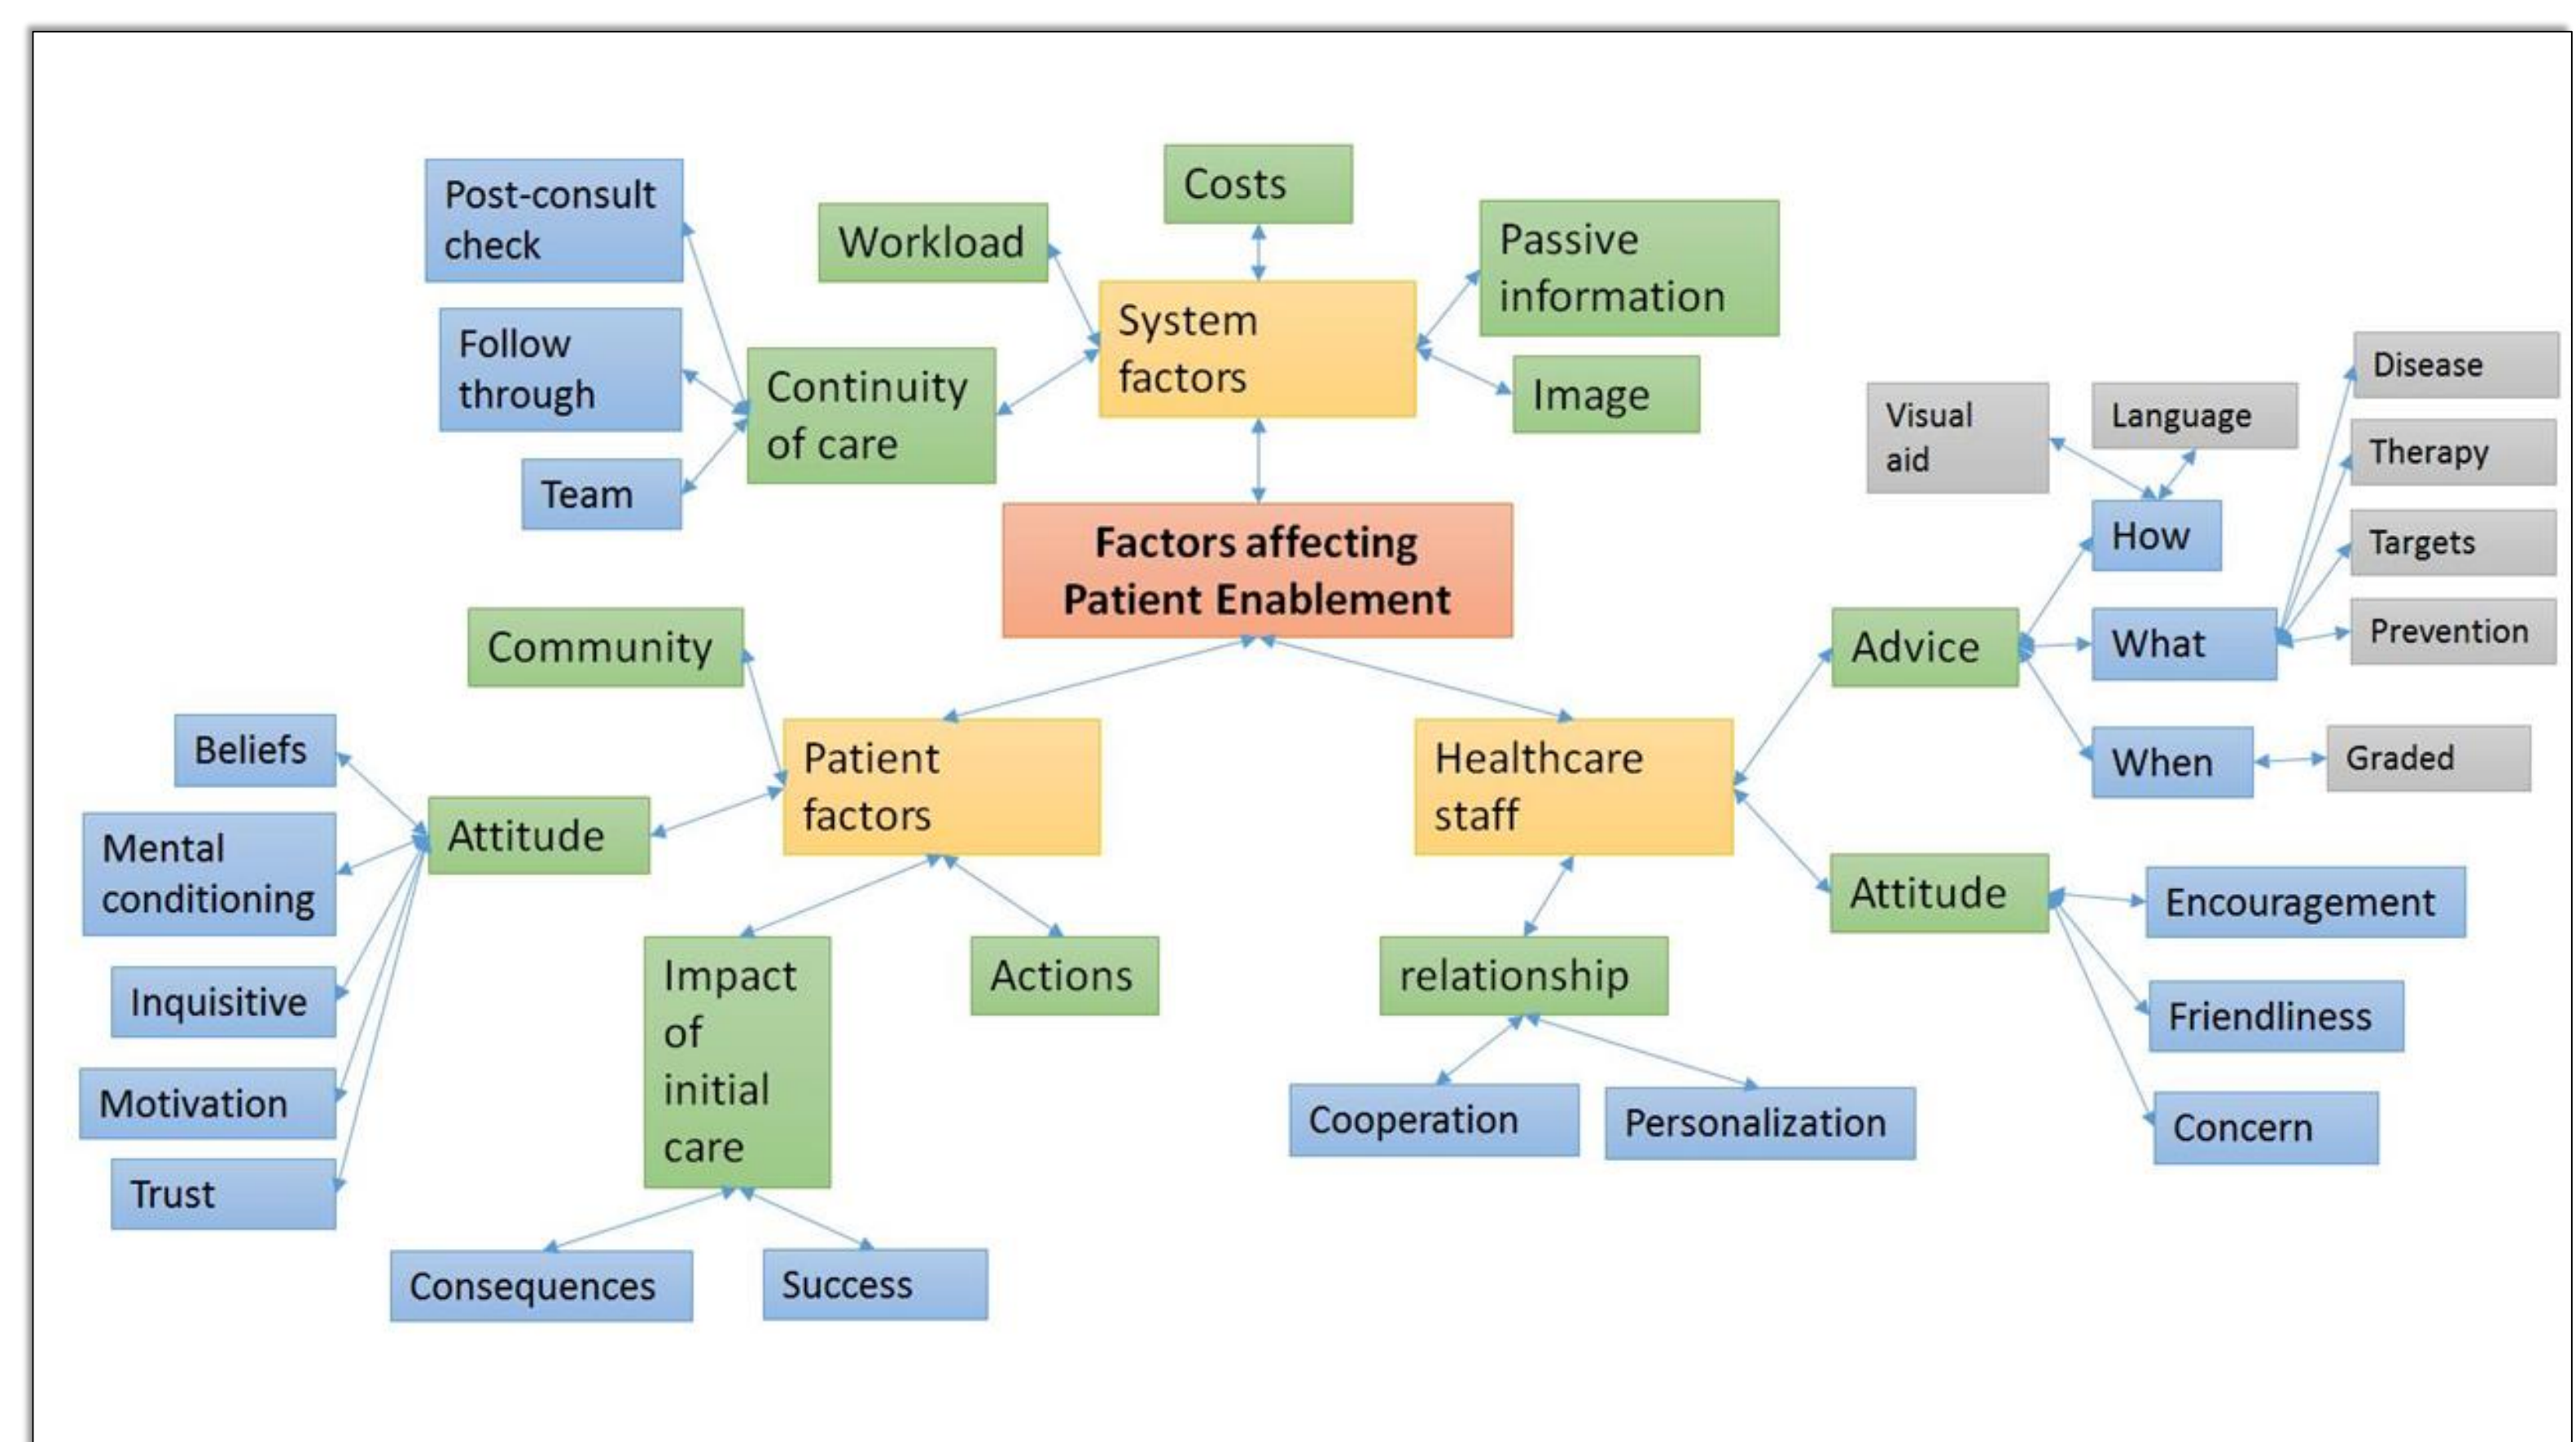 Costs
Post-consult
check
Workload
Passive
information
System
factors
Follow
through
Continuity
of care
Image
Team
Disease
Visual
aid
Language
Therapy
How
Targets
Factors affecting
Patient Enablement
Prevention
Community
Advice
What
Beliefs
Patient
factors
Healthcare
staff
When
Graded
Attitude
Mental
conditioning
Attitude
Encouragement
Inquisitive
Impact
of
initial
care
Actions
relationship
Friendliness
Motivation
Cooperation
Personalization
Concern
Trust
Consequences
Success